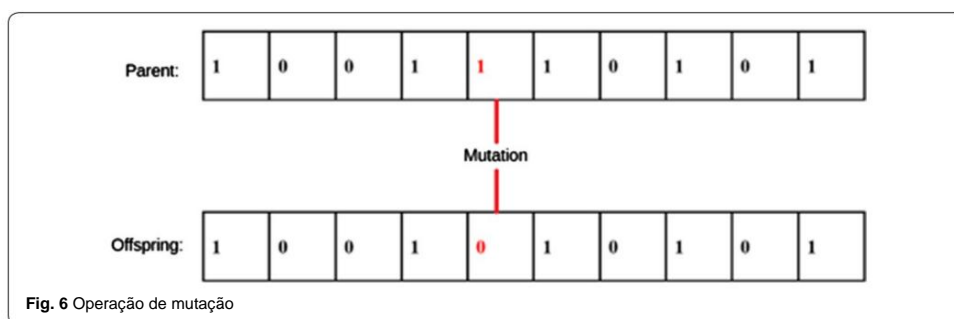 Parent: 1 0 0 1 1 1 0 1 0 1
Mutation
Offspring: 1 0 0 1 0 1 0 1 0 1
Fig. 6 Operação de mutação